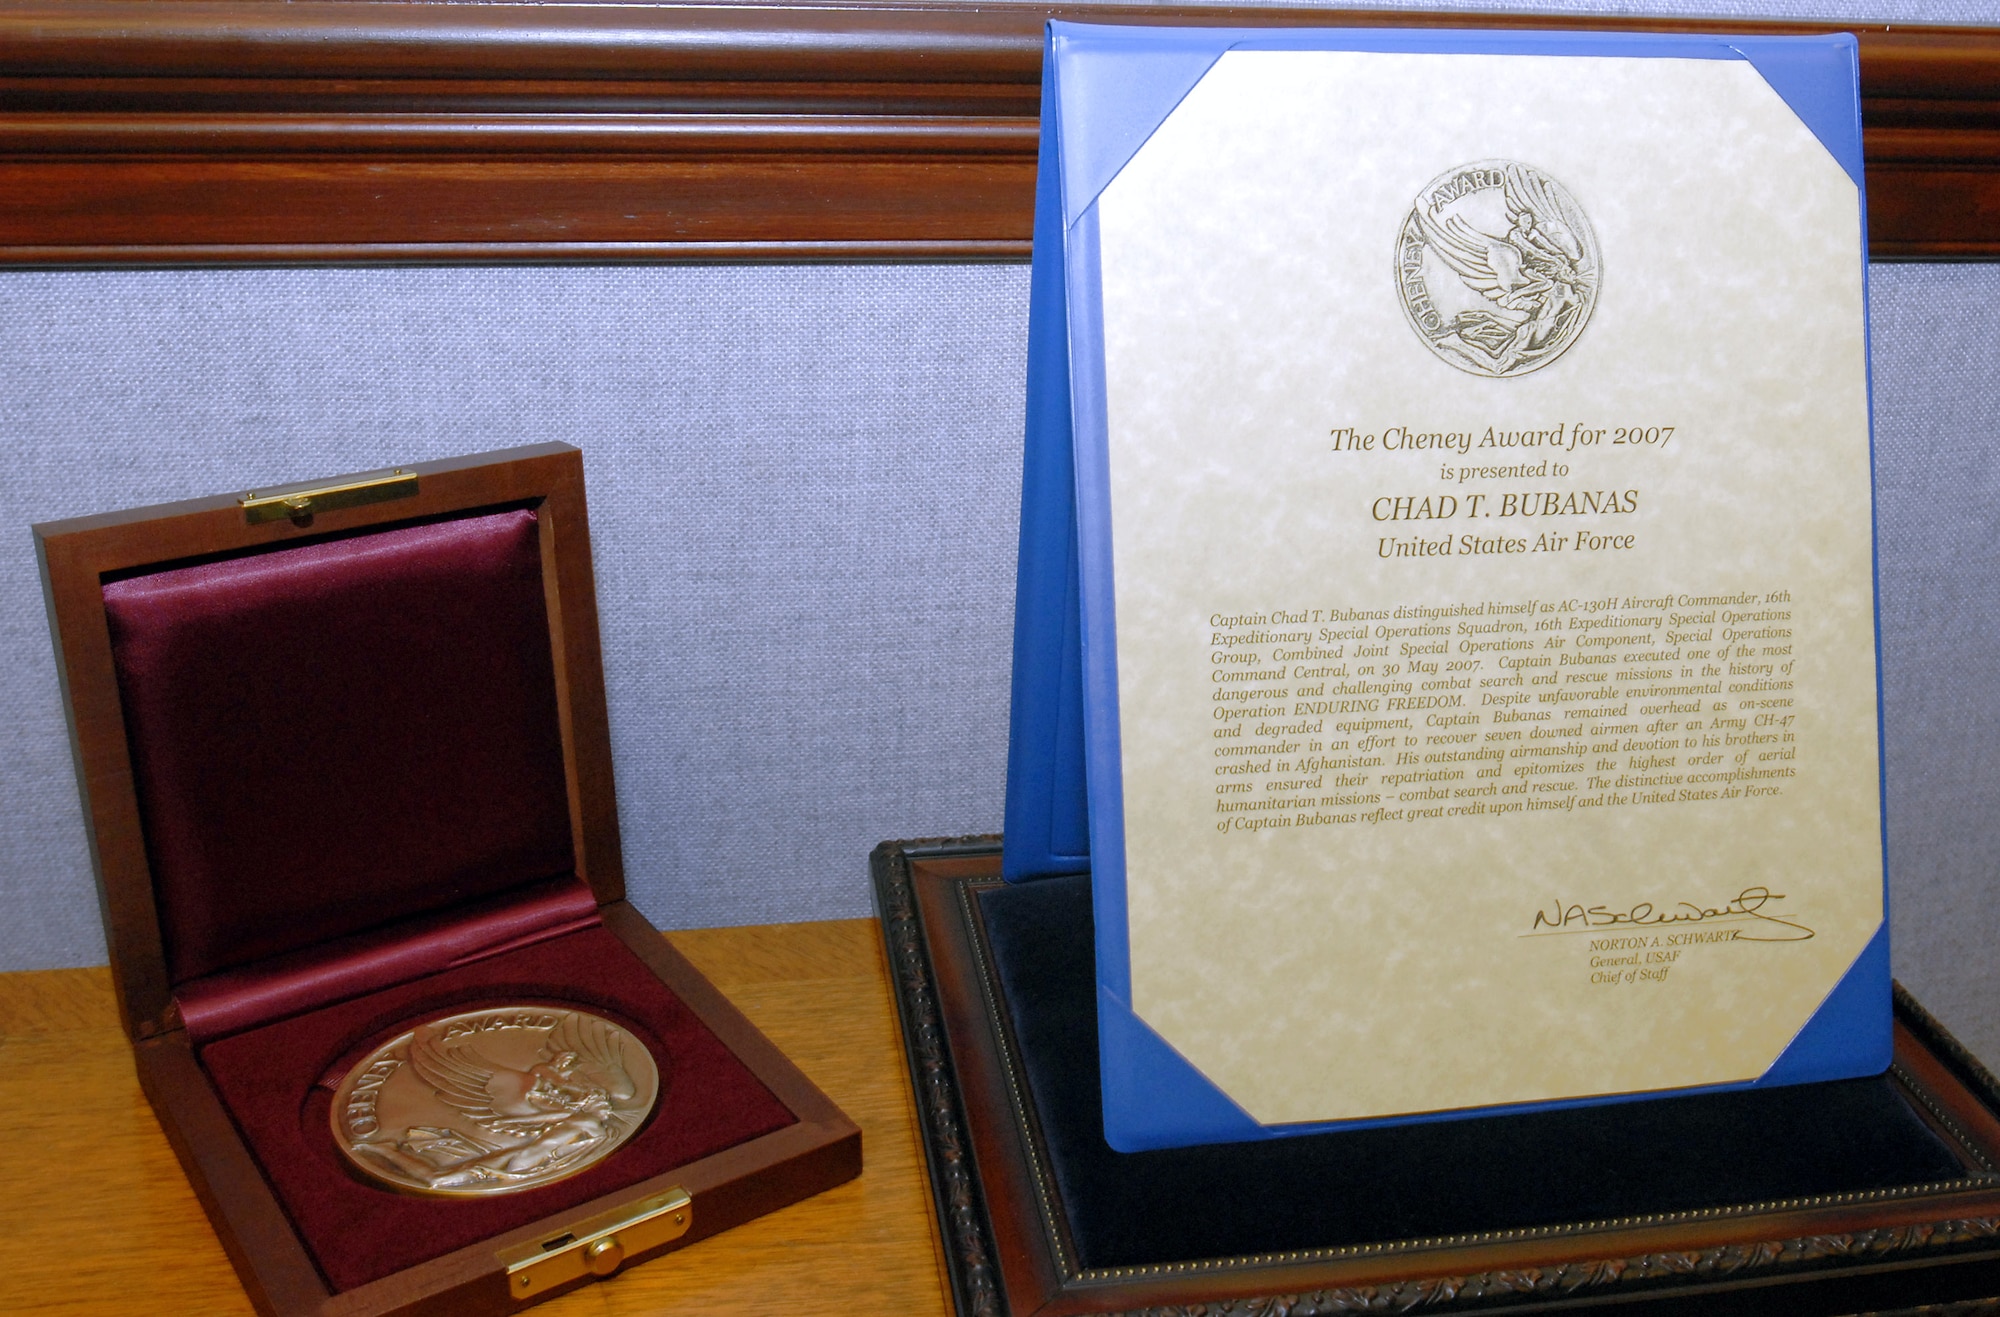 CHENEY AWARD
The Cheney Award for 2007
is presented to
CHAD T. BUBANAS
United States Air Force
Captain Chad T. Bubanas distinguished himself as AC-130H Aircraft Commander, 16th
Expeditionary Special Operations Squadron, 16th Expeditionary Special Operations
Group, Combined Joint Special Operations Air Component, Special Operations
Command Central, on 30 May 2007. Captain Bubanas executed one of the most
dangerous and challenging combat search and rescue missions in the history of
Operation ENDURING FREEDOM. Despite unfavorable environmental conditions
and degraded equipment, Captain Bubanas remained overhead as on-scene
commander in an effort to recover seven downed airmen after an Army CH-47
crashed in Afghanistan. His outstanding airmanship and devotion to his brothers in
arms ensured their repatriation and epitomizes the highest order of aerial
humanitarian missions – combat search and rescue. The distinctive accomplishments
of Captain Bubanas reflect great credit upon himself and the United States Air Force.
NASchwartz
NORTON A. SCHWARTZ
General, USAF
Chief of Staff
CHENEY AWARD